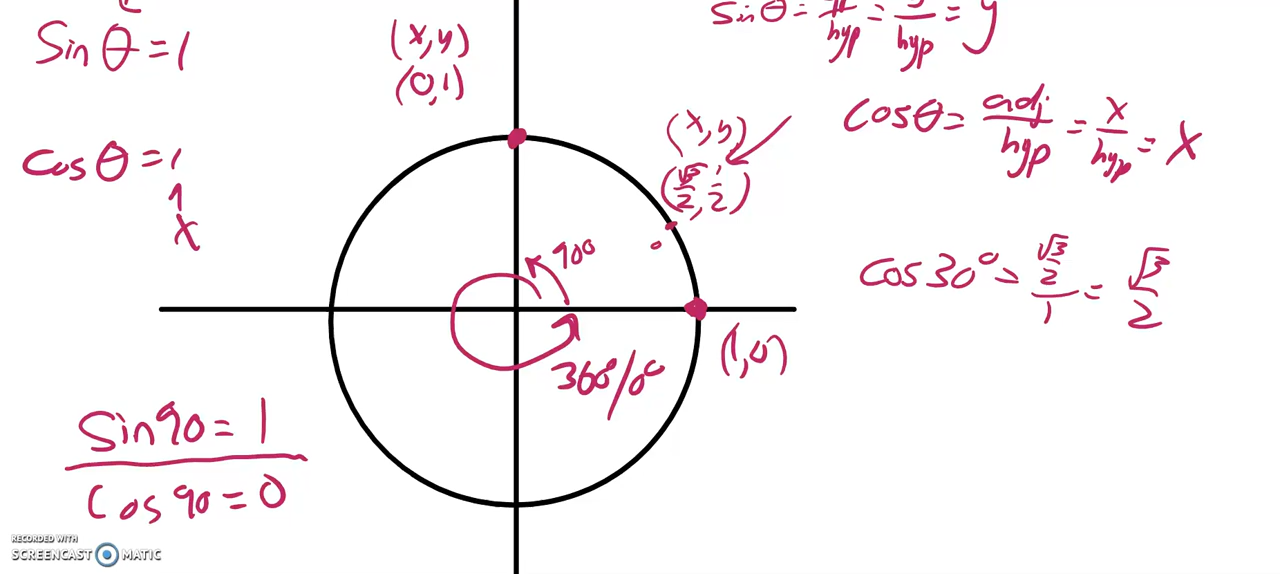 Sin θ = 1
(x,y)
(0,1)
Sin θ = /hyp = /hyp = y
Cos θ = adj/hyp = x/hyp = x
(x,y)
(√3/2, 1/2)
Cos θ = 1
x
90°
Cos 30° = (√3/2)/1 = √3/2
(1,0)
360°/0°
Sin 90 = 1
Cos 90 = 0
RECORDED WITH
SCREENCAST MATIC